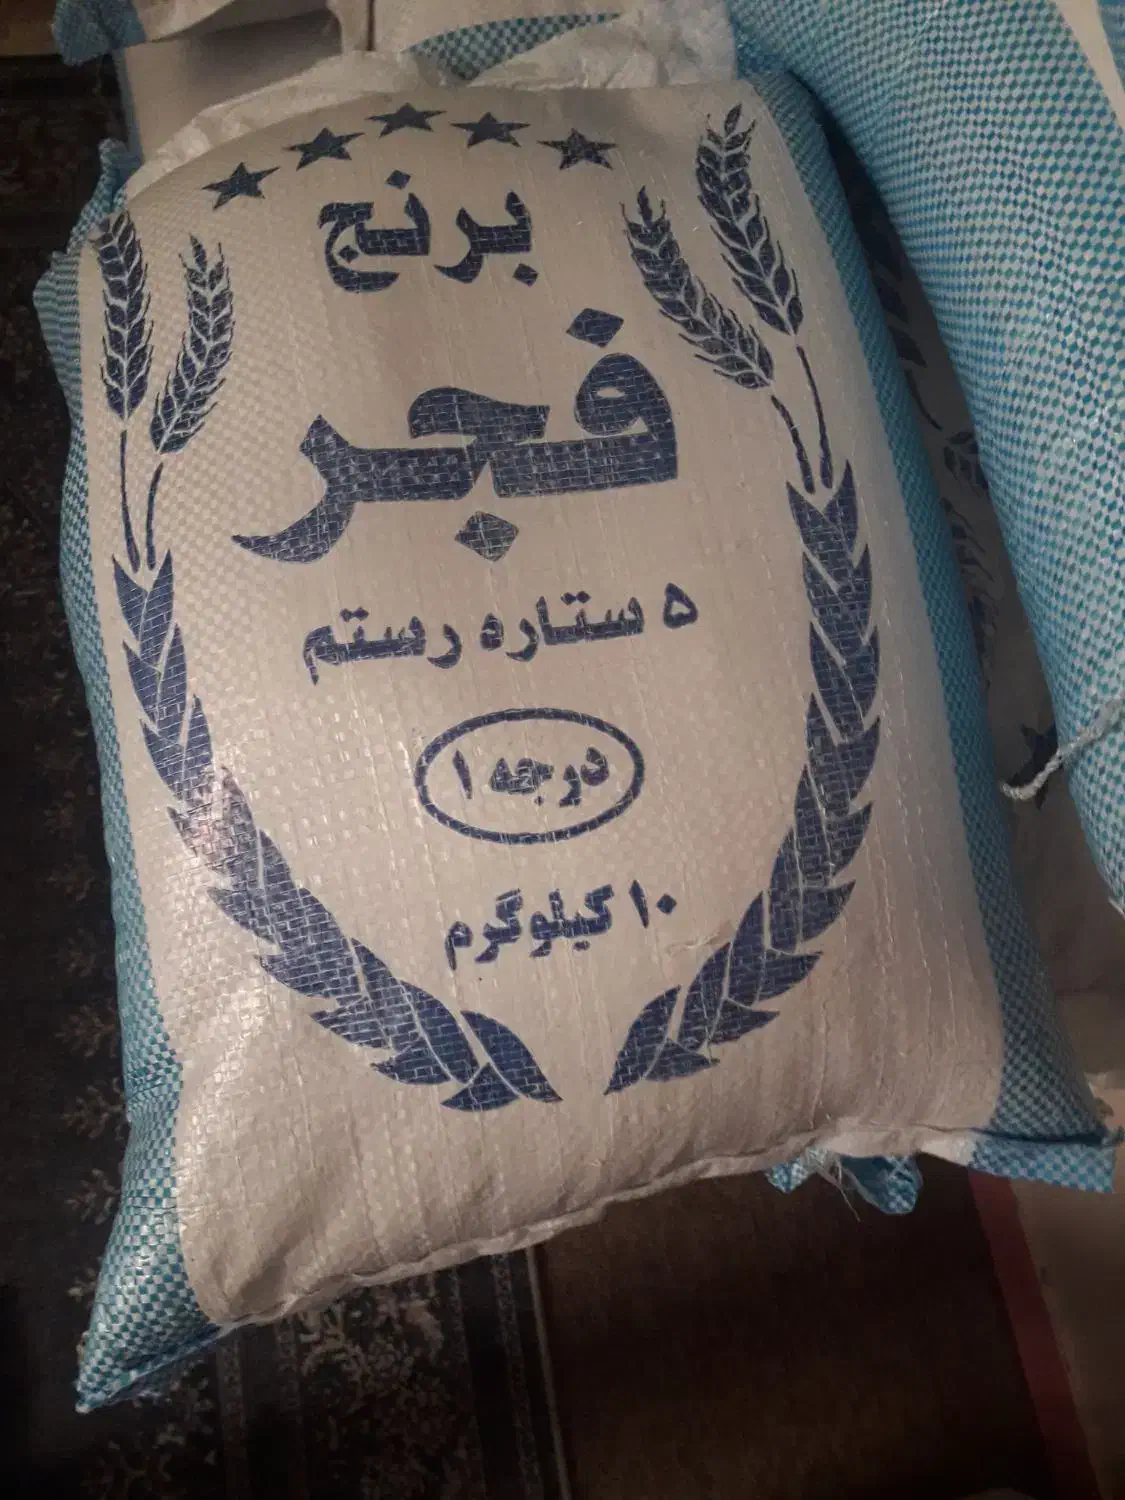 برنج
فجر
۵ ستاره رستم
درجه ۱
۱۰ کیلوگرم